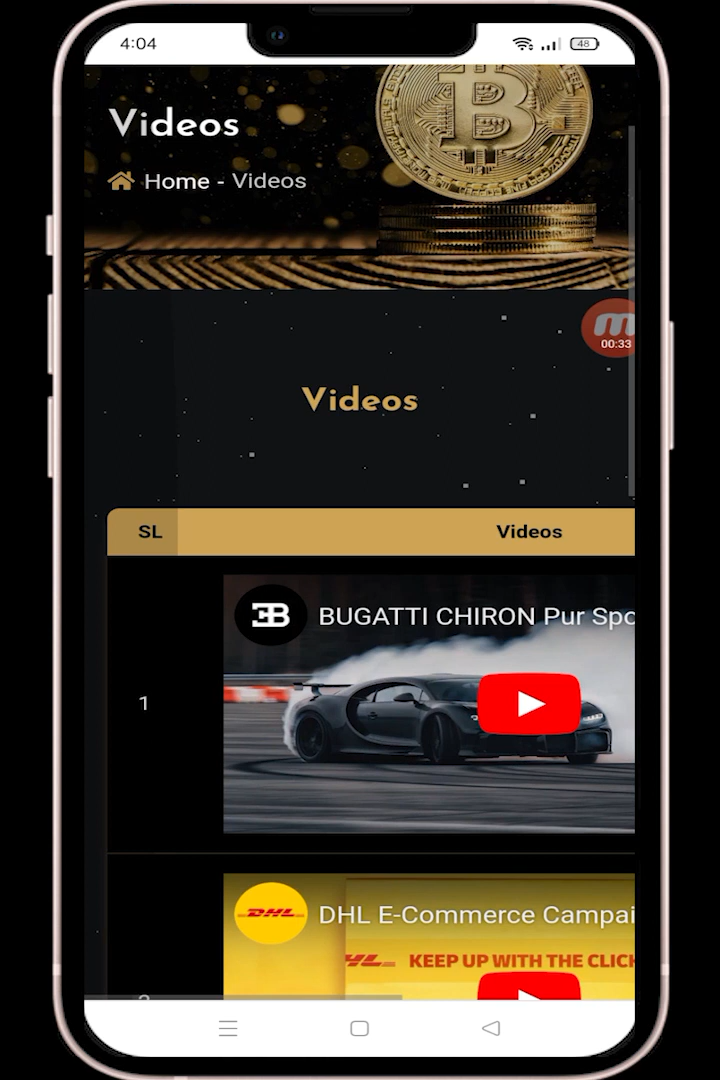 4:04
48
Videos
Home - Videos
00:33
Videos
SL Videos
BUGATTI CHIRON Pur Spo
1
DHL
DHL E-Commerce Campai
KEEP UP WITH THE CLICK